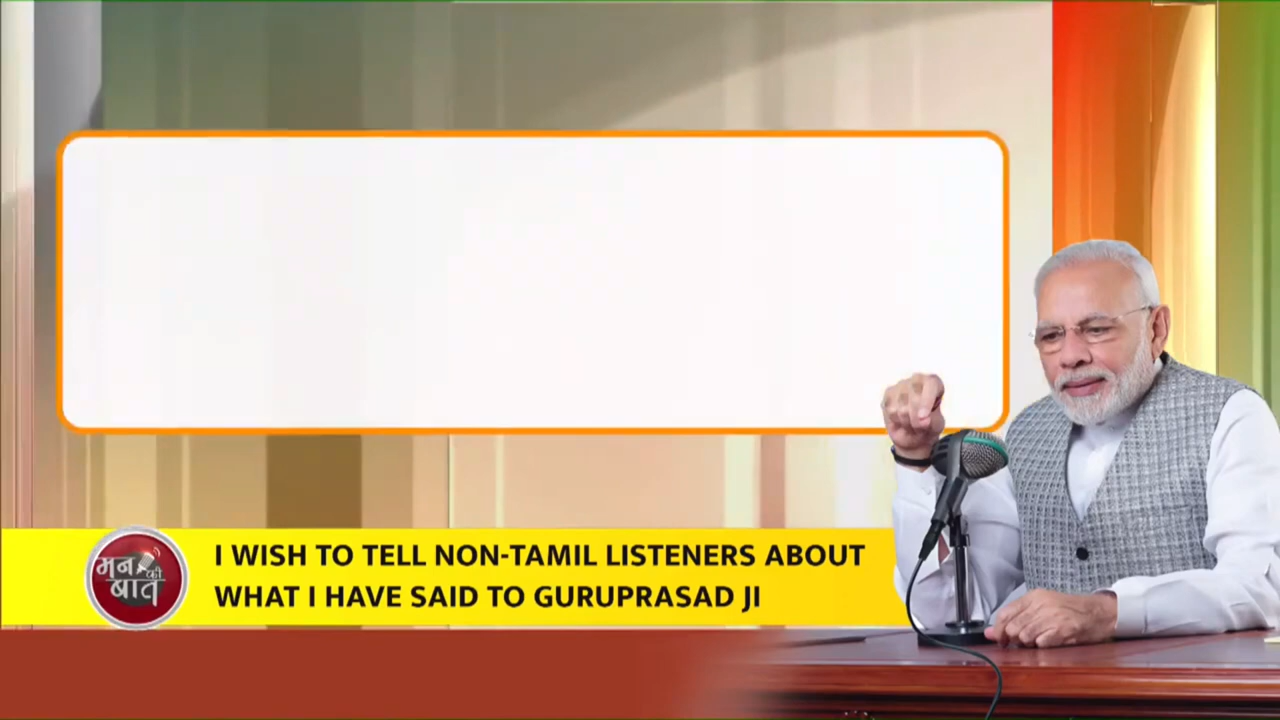 मन
की
बात
I WISH TO TELL NON-TAMIL LISTENERS ABOUT
WHAT I HAVE SAID TO GURUPRASAD JI